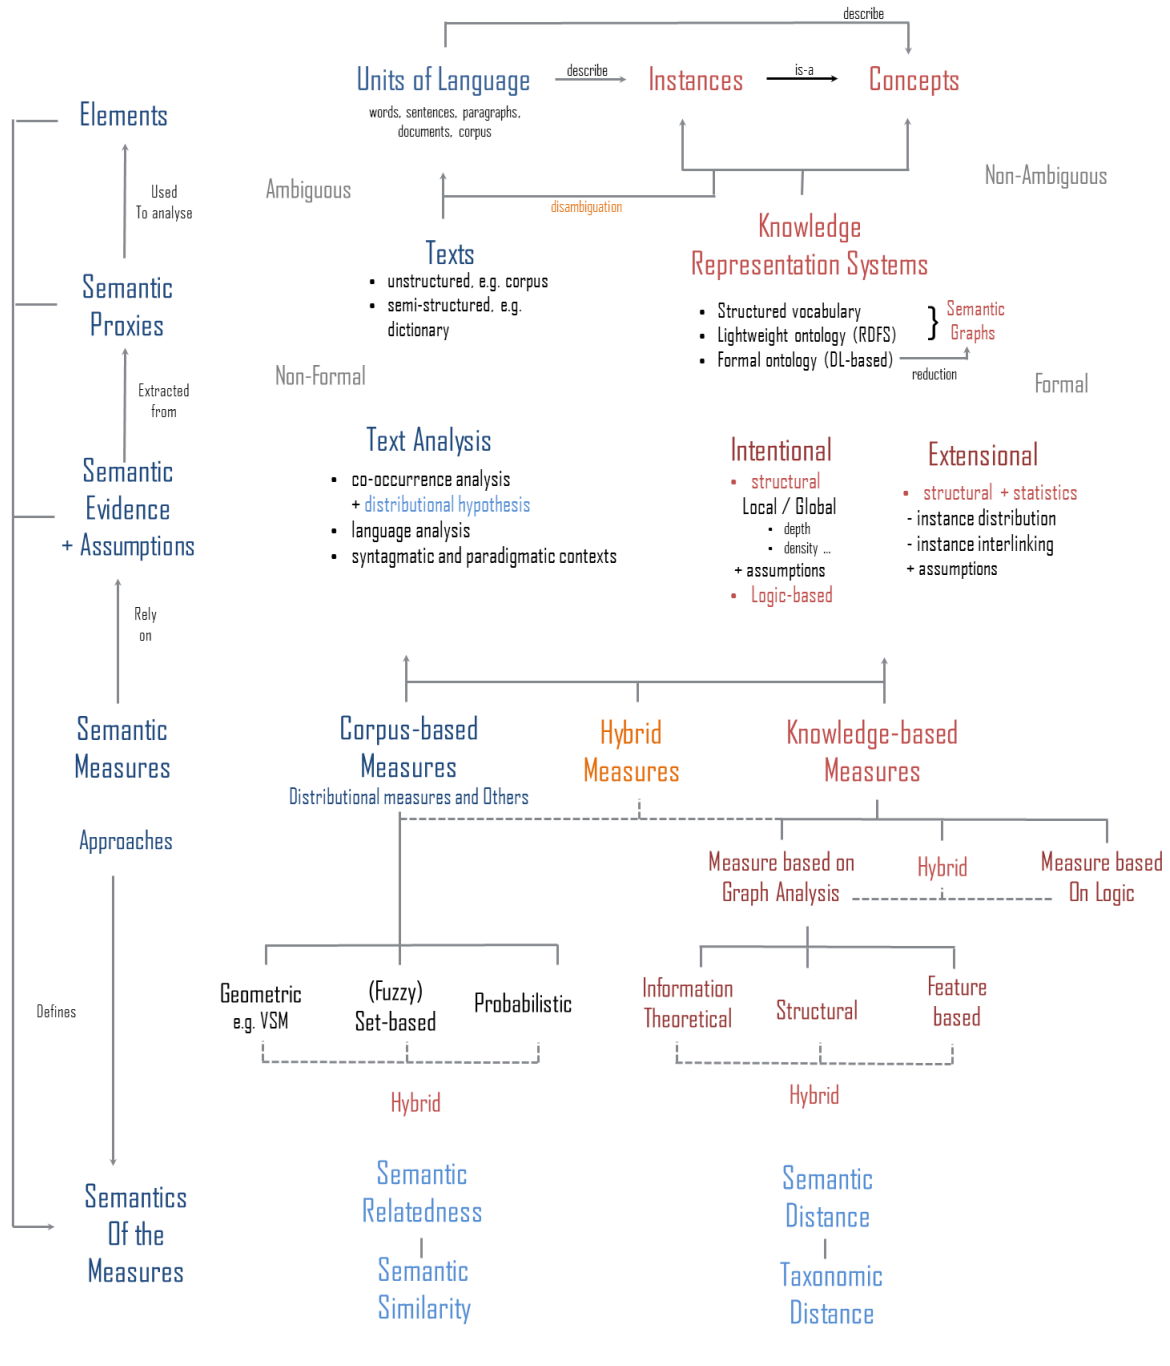 describe
Units of Language
describe
Instances
is-a
Concepts
words, sentences, paragraphs,
documents, corpus
Elements
Used
To analyse
Ambiguous
Non-Ambiguous
disambiguation
Texts
• unstructured, e.g. corpus
• semi-structured, e.g.
dictionary
Knowledge
Representation Systems
• Structured vocabulary
• Lightweight ontology (RDFS)
• Formal ontology (DL-based)
}
Semantic
Graphs
reduction
Semantic
Proxies
Non-Formal
Formal
Extracted
from
Semantic
Evidence
+ Assumptions
Text Analysis
• co-occurrence analysis
+ distributional hypothesis
• language analysis
• syntagmatic and paradigmatic contexts
Intentional
• structural
Local / Global
• depth
• density ...
+ assumptions
• Logic-based
Extensional
• structural + statistics
- instance distribution
- instance interlinking
+ assumptions
Rely
on
Semantic
Measures
Corpus-based
Measures
Distributional measures and Others
Hybrid
Measures
Knowledge-based
Measures
Approaches
Measure based on
Graph Analysis
Hybrid
Measure based
On Logic
Defines
Geometric
e.g. VSM
(Fuzzy)
Set-based
Probabilistic
Hybrid
Information
Theoretical
Structural
Feature
based
Hybrid
Semantics
Of the
Measures
Semantic
Relatedness
Semantic
Similarity
Semantic
Distance
Taxonomic
Distance